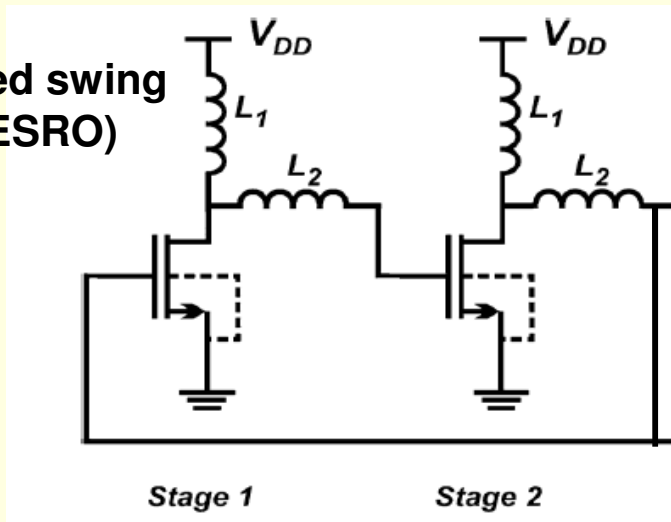 ed swing
ESRO)
V_DD
V_DD
L_1
L_1
L_2
L_2
Stage 1
Stage 2